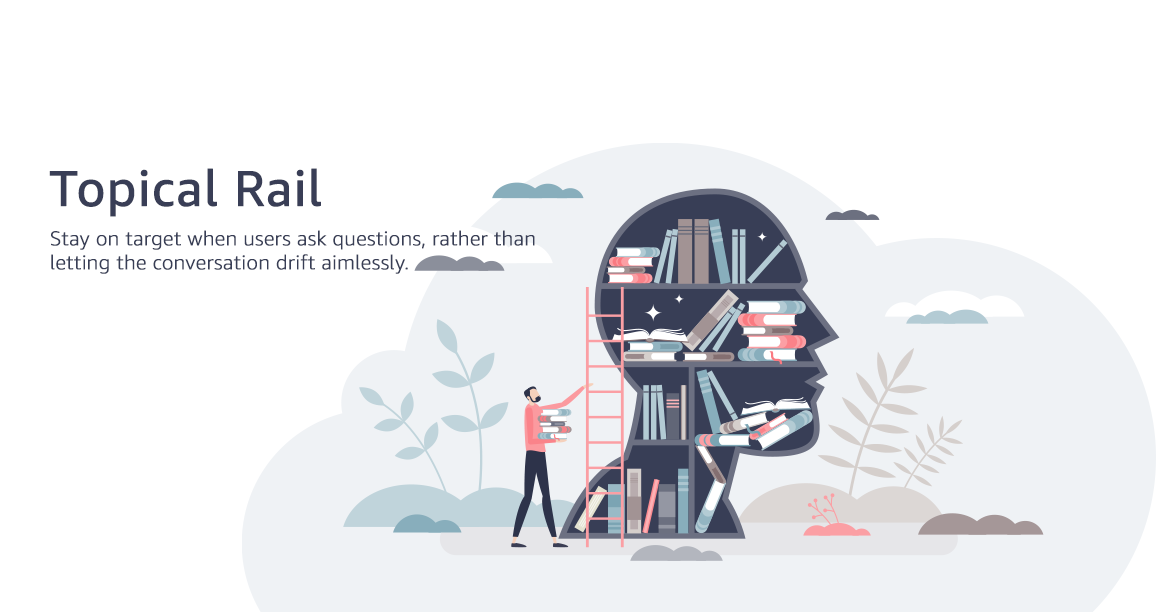 Topical Rail
Stay on target when users ask questions, rather than
letting the conversation drift aimlessly.